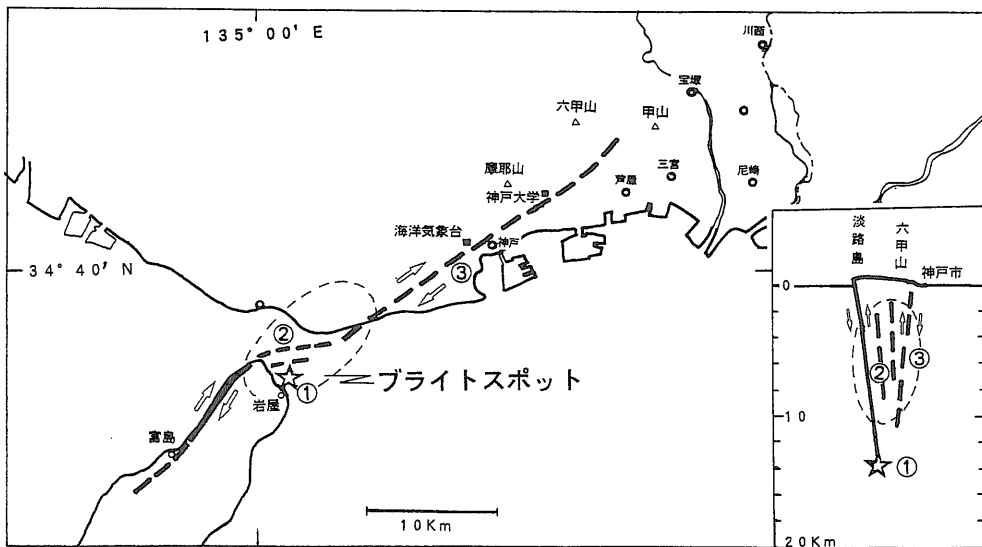 135° 00' E
川西
宝塚
六甲山
甲山
摩耶山
神戸大学
芦屋
三宮
尼崎
海洋気象台
神戸
③
34° 40' N
②
①
ブライトスポット
岩屋
富島
10Km
淡路島
六甲山
神戸市
0
②
③
10
①
20Km